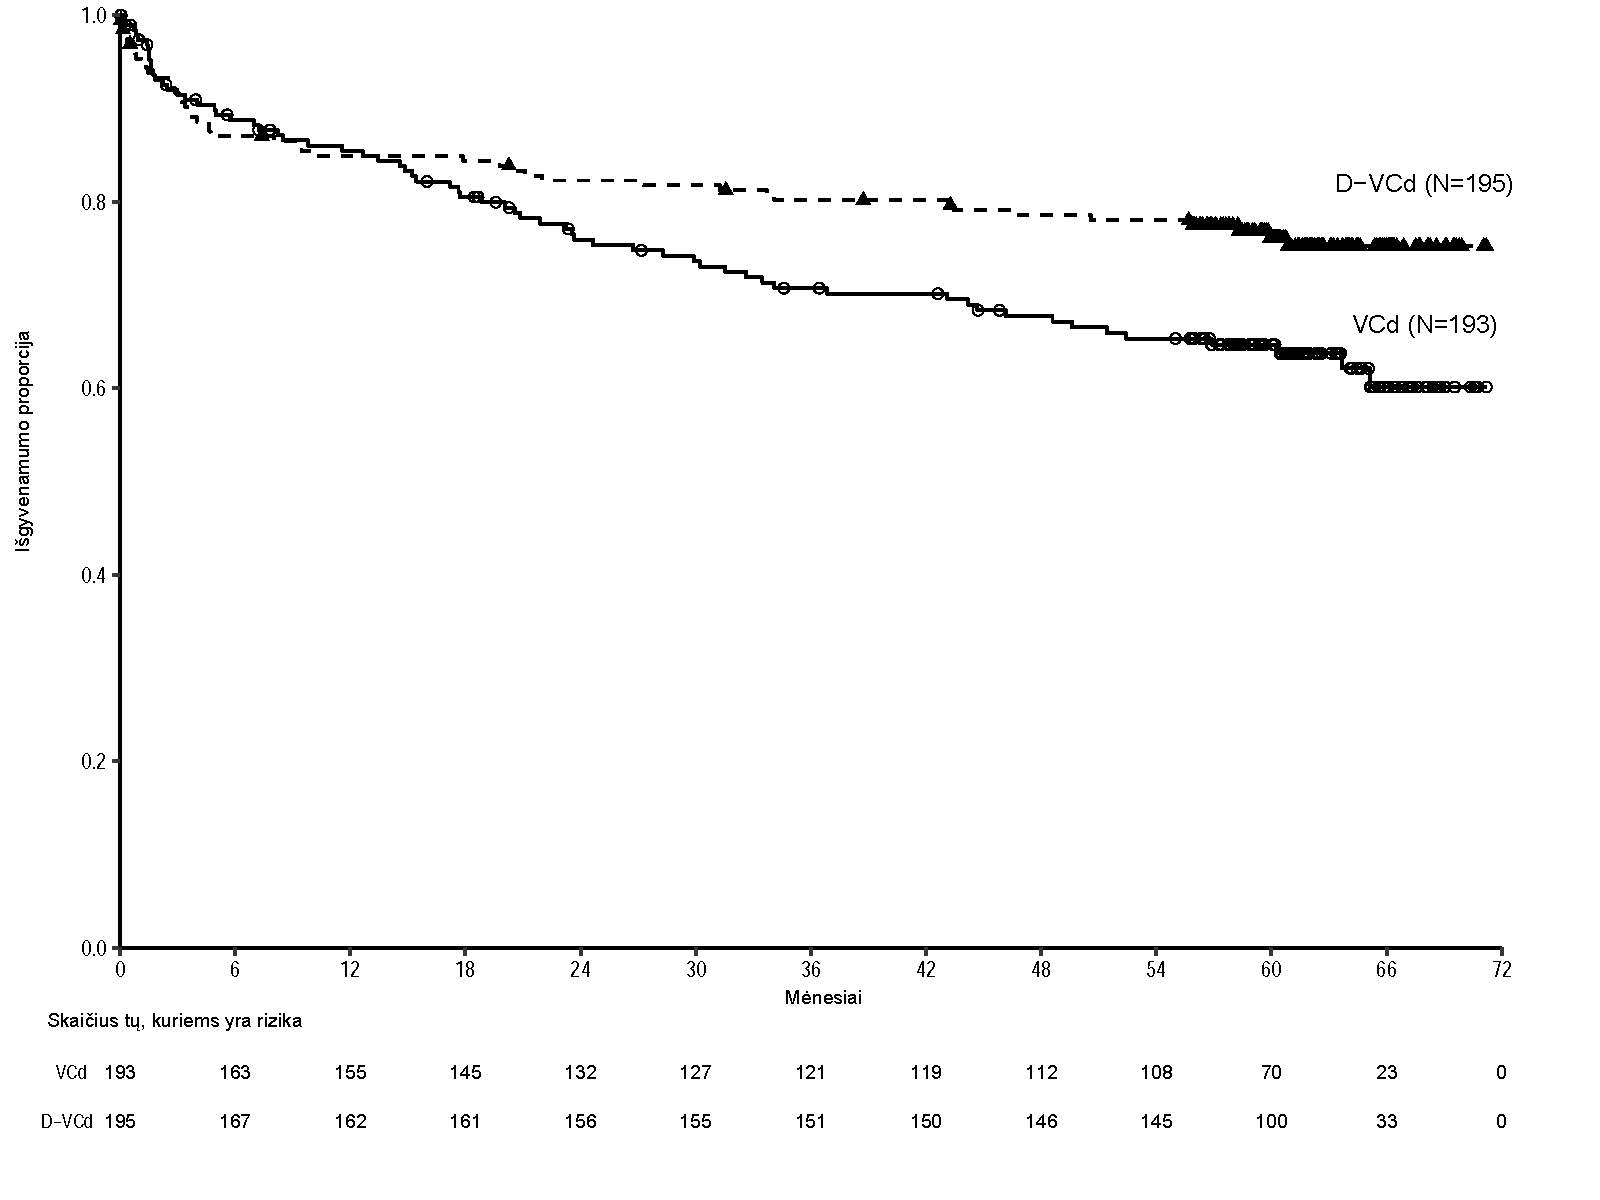 1.0
0.8
0.6
0.4
0.2
0.0
Išgyvenamumo proporcija
D−VCd (N=195)
VCd (N=193)
0 6 12 18 24 30 36 42 48 54 60 66 72
Mėnesiai
Skaičius tų, kuriems yra rizika
VCd 193 163 155 145 132 127 121 119 112 108 70 23 0
D−VCd 195 167 162 161 156 155 151 150 146 145 100 33 0